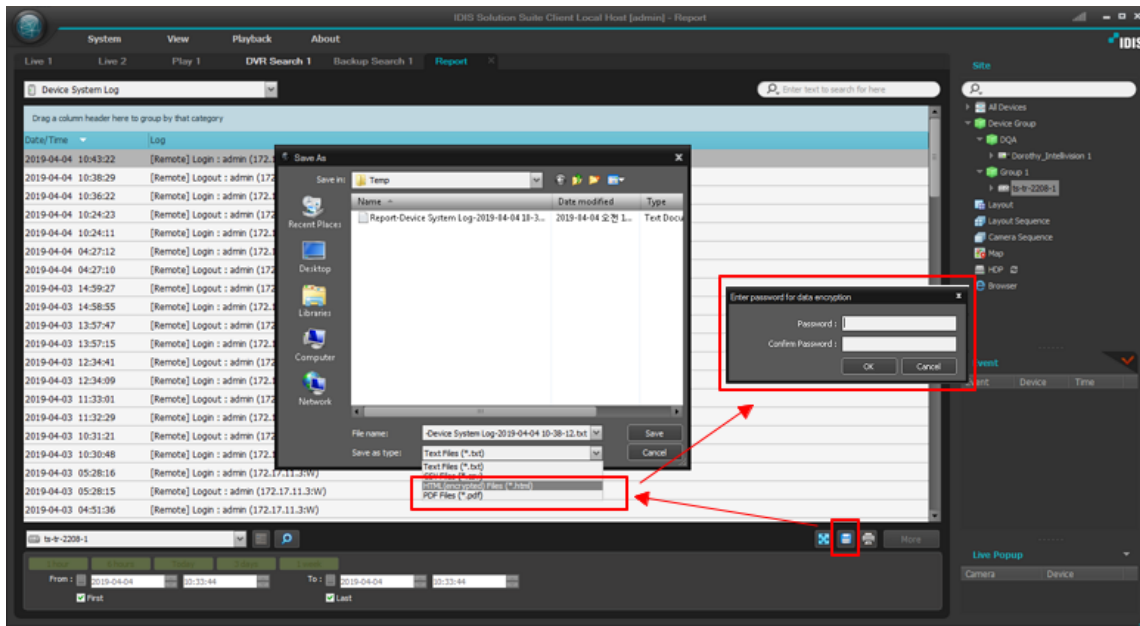 IDIS Solution Suite Client Local Host [admin] - Report
System View Playback About
IDIS
Live 1 Live 2 Play 1 DVR Search 1 Backup Search 1 Report
Device System Log
Enter text to search for here
Drag a column header here to group by that category
Date/Time Log
2019-04-04 10:43:22 [Remote] Login : admin (172.1
2019-04-04 10:38:29 [Remote] Logout : admin (172
2019-04-04 10:36:22 [Remote] Login : admin (172.1
2019-04-04 10:24:23 [Remote] Logout : admin (172
2019-04-04 10:24:11 [Remote] Login : admin (172.1
2019-04-04 04:27:12 [Remote] Login : admin (172.1
2019-04-04 04:27:10 [Remote] Logout : admin (172
2019-04-03 14:59:27 [Remote] Logout : admin (172
2019-04-03 14:58:55 [Remote] Login : admin (172.1
2019-04-03 13:57:47 [Remote] Logout : admin (172
2019-04-03 13:57:15 [Remote] Login : admin (172.1
2019-04-03 12:34:41 [Remote] Logout : admin (172
2019-04-03 12:34:09 [Remote] Login : admin (172.1
2019-04-03 11:33:01 [Remote] Logout : admin (172
2019-04-03 11:32:29 [Remote] Login : admin (172.1
2019-04-03 10:31:21 [Remote] Logout : admin (172
2019-04-03 10:30:48 [Remote] Login : admin (172.1
2019-04-03 05:28:16 [Remote] Login : admin (172.17.11.3:W)
2019-04-03 05:28:15 [Remote] Logout : admin (172.17.11.3:W)
2019-04-03 04:51:36 [Remote] Login : admin (172.17.11.3:W)
Save As
Save in: Temp
Name Date modified Type
Report-Device System Log-2019-04-04 10-3... 2019-04-04 오전 1... Text Docu
Recent Places
Desktop
Libraries
Computer
Network
File name: -Device System Log-2019-04-04 10-38-12.txt Save
Save as type: Text Files (*.txt) Cancel
Text Files (*.txt)
CSV Files (*.csv)
HTML(encrypted) Files (*.html)
PDF Files (*.pdf)
Enter password for data encryption
Password :
Confirm Password :
OK Cancel
Site
All Devices
Device Group
DQA
Dorothy_Intellivision 1
Group 1
ts-tr-2208-1
Layout
Layout Sequence
Camera Sequence
Map
HDP
Browser
Event
Event Device Time
Live Popup
Camera Device
ts-tr-2208-1 More
1 hour 6 hours Today 3 days 1 week
From : 2019-04-04 10:33:44 To : 2019-04-04 10:33:44
First Last